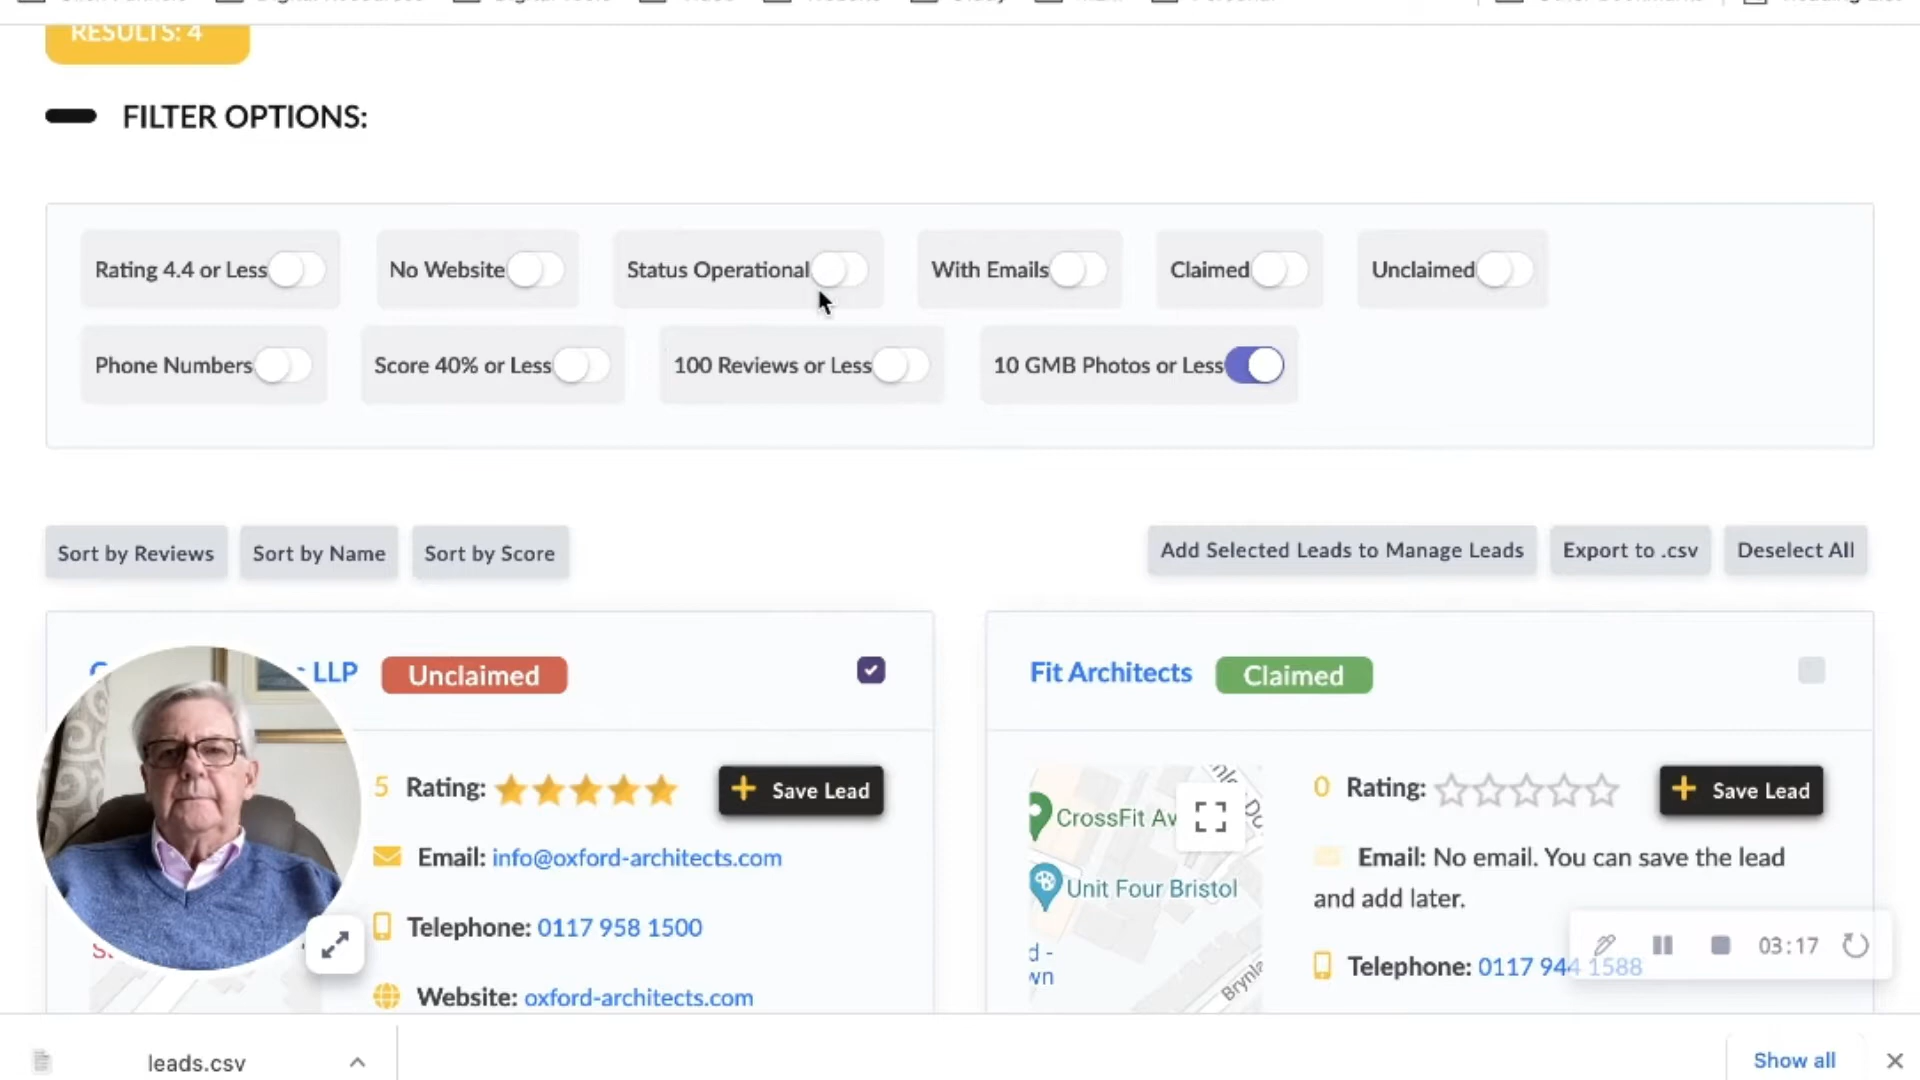 RESULTS: 4
FILTER OPTIONS:
Rating 4.4 or Less No Website Status Operational With Emails Claimed Unclaimed
Phone Numbers Score 40% or Less 100 Reviews or Less 10 GMB Photos or Less
Sort by Reviews Sort by Name Sort by Score Add Selected Leads to Manage Leads Export to .csv Deselect All
LLP Unclaimed
5 Rating: + Save Lead
Email: info@oxford-architects.com
Telephone: 0117 958 1500
Website: oxford-architects.com
Fit Architects Claimed
CrossFit Av
Unit Four Bristol
d -
wn
Brynla
0 Rating: + Save Lead
Email: No email. You can save the lead
and add later.
Telephone: 0117 944 1588
03:17
leads.csv Show all